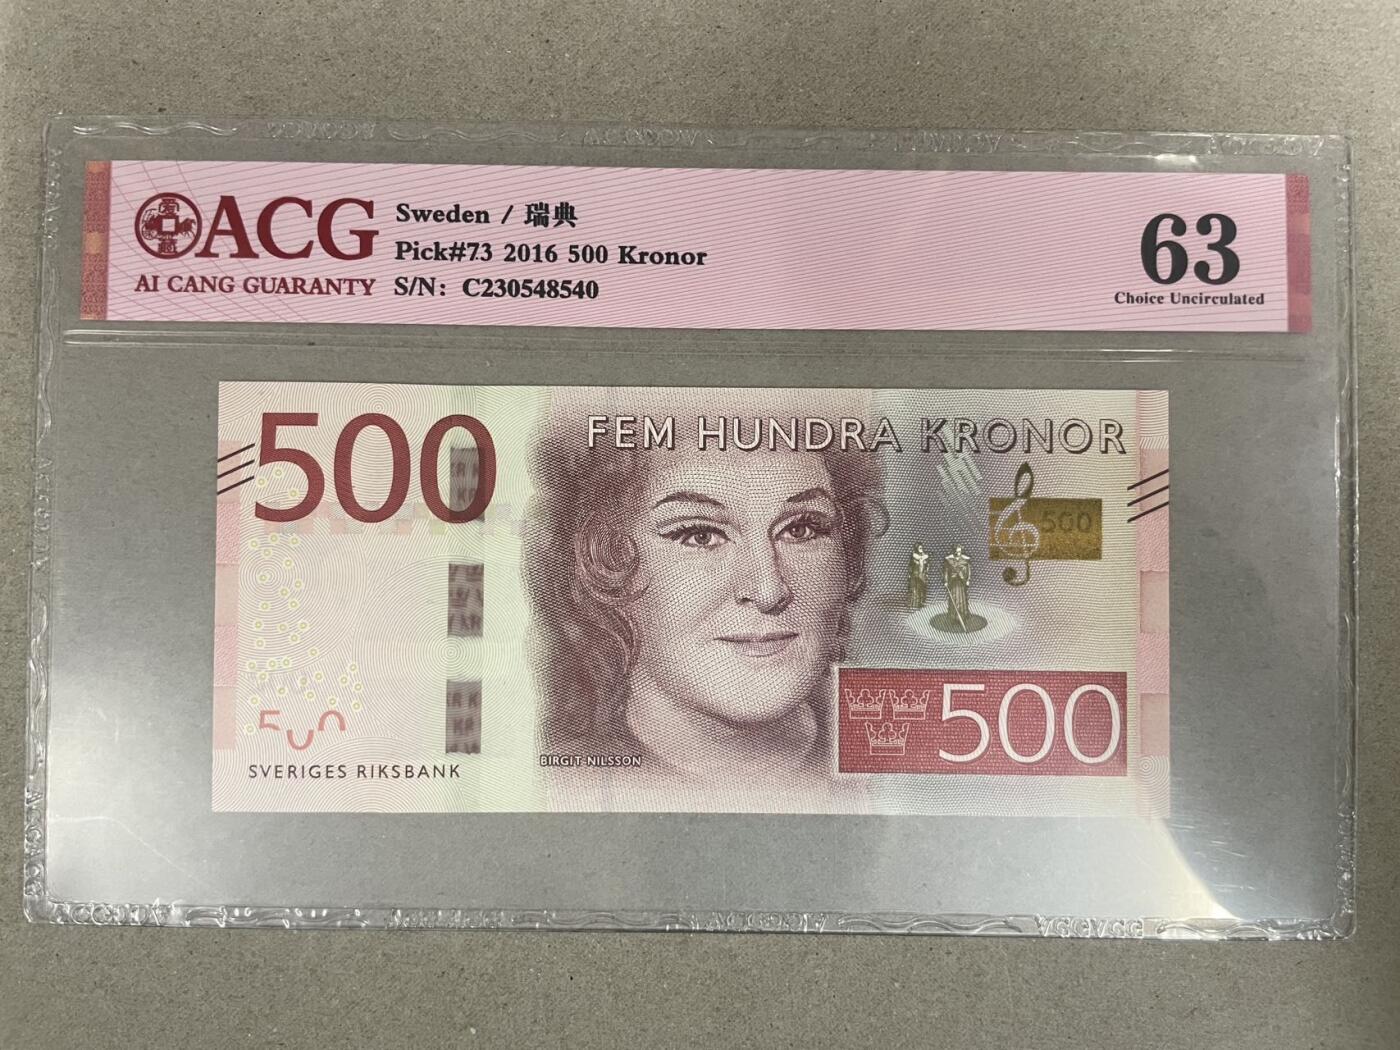 ACG
AI CANG GUARANTY
Sweden / 瑞典
Pick#73 2016 500 Kronor
S/N: C230548540
63
Choice Uncirculated
500
FEM HUNDRA KRONOR
500
500
SVERIGES RIKSBANK
BIRGIT NILSSON